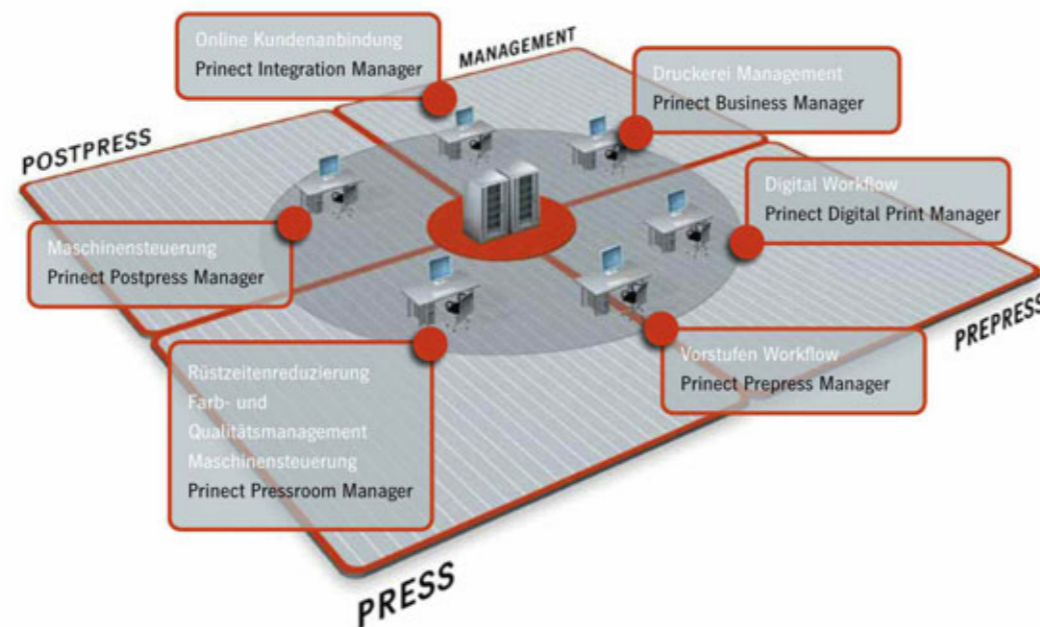 Online Kundenanbindung
Prinect Integration Manager
MANAGEMENT
Druckerei Management
Prinect Business Manager
POSTPRESS
Digital Workflow
Prinect Digital Print Manager
Maschinensteuerung
Prinect Postpress Manager
PREPRESS
Vorstufen Workflow
Prinect Prepress Manager
Rüstzeitenreduzierung
Farb- und
Qualitätsmanagement
Maschinensteuerung
Prinect Pressroom Manager
PRESS